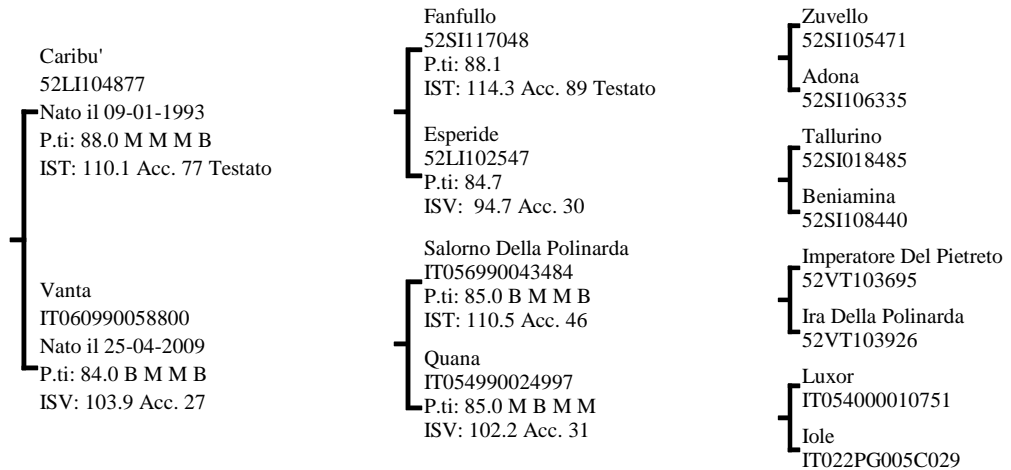 Caribu'
52LI104877
Nato il 09-01-1993
P.ti: 88.0 M M M B
IST: 110.1 Acc. 77 Testato
Vanta
IT060990058800
Nato il 25-04-2009
P.ti: 84.0 B M M B
ISV: 103.9 Acc. 27
Fanfullo
52SI117048
P.ti: 88.1
IST: 114.3 Acc. 89 Testato
Esperide
52LI102547
P.ti: 84.7
ISV: 94.7 Acc. 30
Salorno Della Polinarda
IT056990043484
P.ti: 85.0 B M M B
IST: 110.5 Acc. 46
Quana
IT054990024997
P.ti: 85.0 M B M M
ISV: 102.2 Acc. 31
Zuvello
52SI105471
Adona
52SI106335
Tallurino
52SI018485
Beniamina
52SI108440
Imperatore Del Pietreto
52VT103695
Ira Della Polinarda
52VT103926
Luxor
IT054000010751
Iole
IT022PG005C029